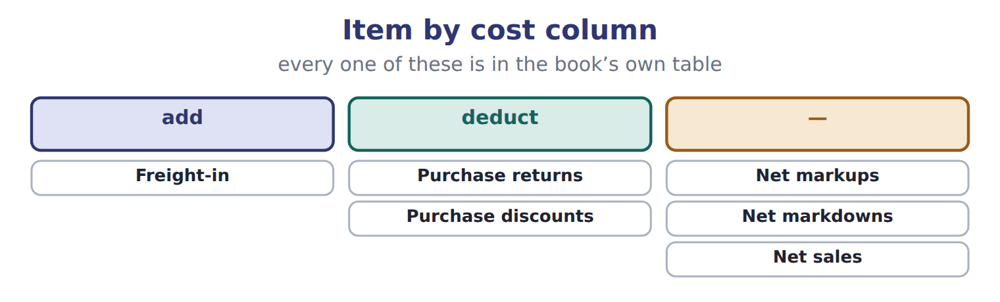 Item by cost column
every one of these is in the book’s own table
add
deduct
—
Freight-in
Purchase returns
Net markups
Purchase discounts
Net markdowns
Net sales